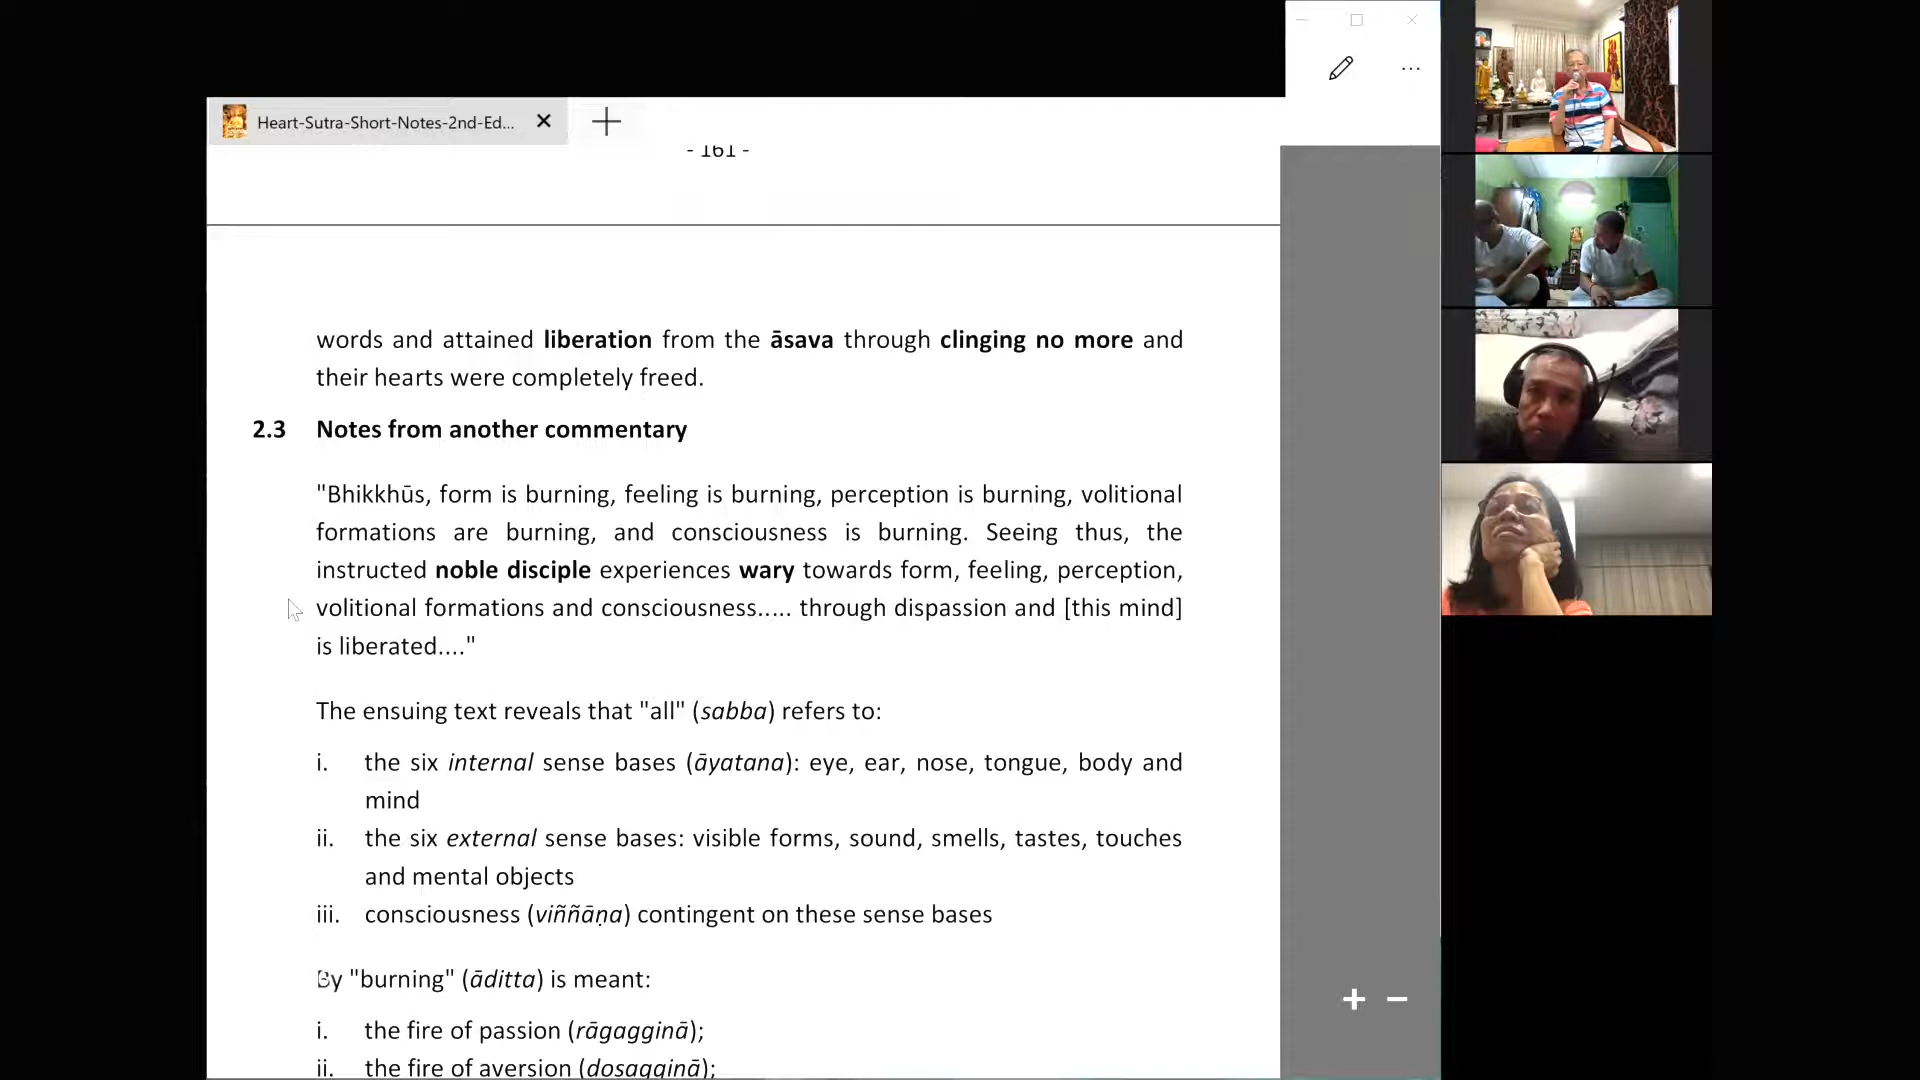 Heart-Sutra-Short-Notes-2nd-Ed...
- 161 -
words and attained liberation from the āsava through clinging no more and
their hearts were completely freed.
2.3 Notes from another commentary
"Bhikkhūs, form is burning, feeling is burning, perception is burning, volitional
formations are burning, and consciousness is burning. Seeing thus, the
instructed noble disciple experiences wary towards form, feeling, perception,
volitional formations and consciousness..... through dispassion and [this mind]
is liberated...."
The ensuing text reveals that "all" (sabba) refers to:
i. the six internal sense bases (āyatana): eye, ear, nose, tongue, body and
mind
ii. the six external sense bases: visible forms, sound, smells, tastes, touches
and mental objects
iii. consciousness (viññāṇa) contingent on these sense bases
By "burning" (āditta) is meant:
i. the fire of passion (rāgagginā);
ii. the fire of aversion (dosagginā);